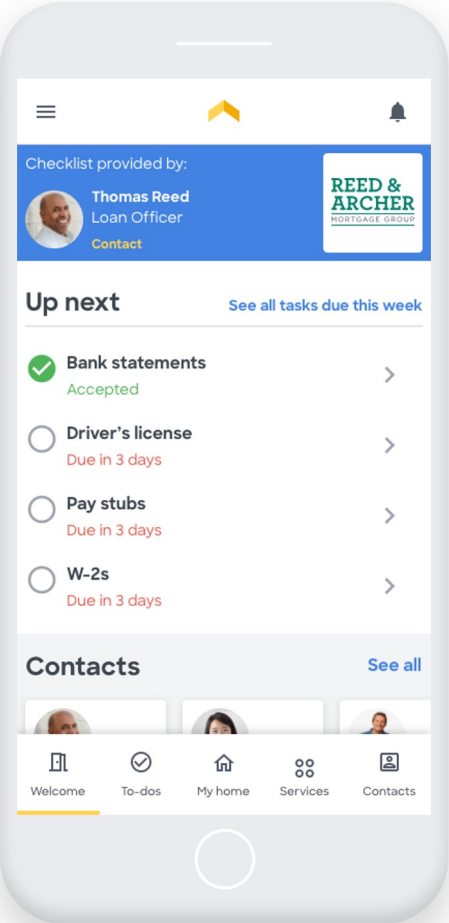 Checklist provided by:
Thomas Reed
Loan Officer
Contact
REED &
ARCHER
MORTGAGE GROUP
Up next
See all tasks due this week
Bank statements
Accepted
Driver's license
Due in 3 days
Pay stubs
Due in 3 days
W-2s
Due in 3 days
Contacts
See all
Welcome
To-dos
My home
Services
Contacts